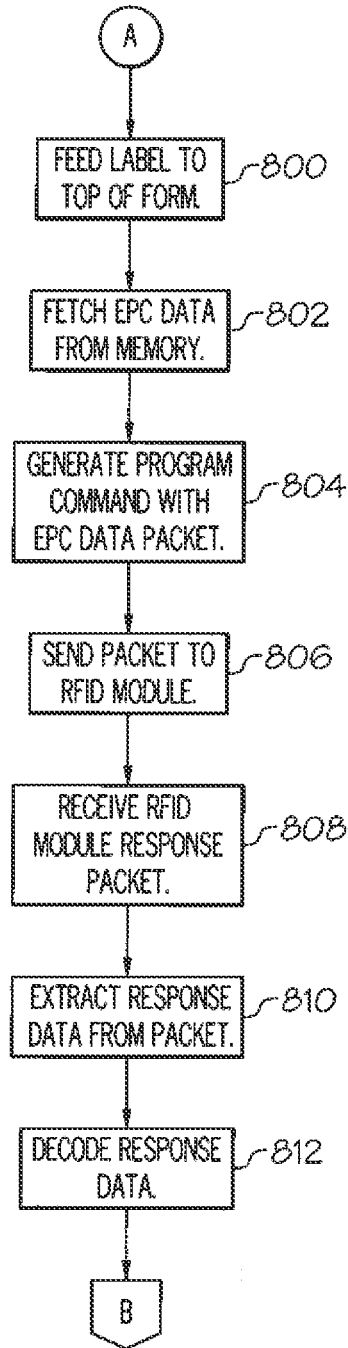 A
FEED LABEL TO
TOP OF FORM.
800
FETCH EPC DATA
FROM MEMORY.
802
GENERATE PROGRAM
COMMAND WITH
EPC DATA PACKET.
804
SEND PACKET TO
RFID MODULE.
806
RECEIVE RFID
MODULE RESPONSE
PACKET.
808
EXTRACT RESPONSE
DATA FROM PACKET.
810
DECODE RESPONSE
DATA.
812
B